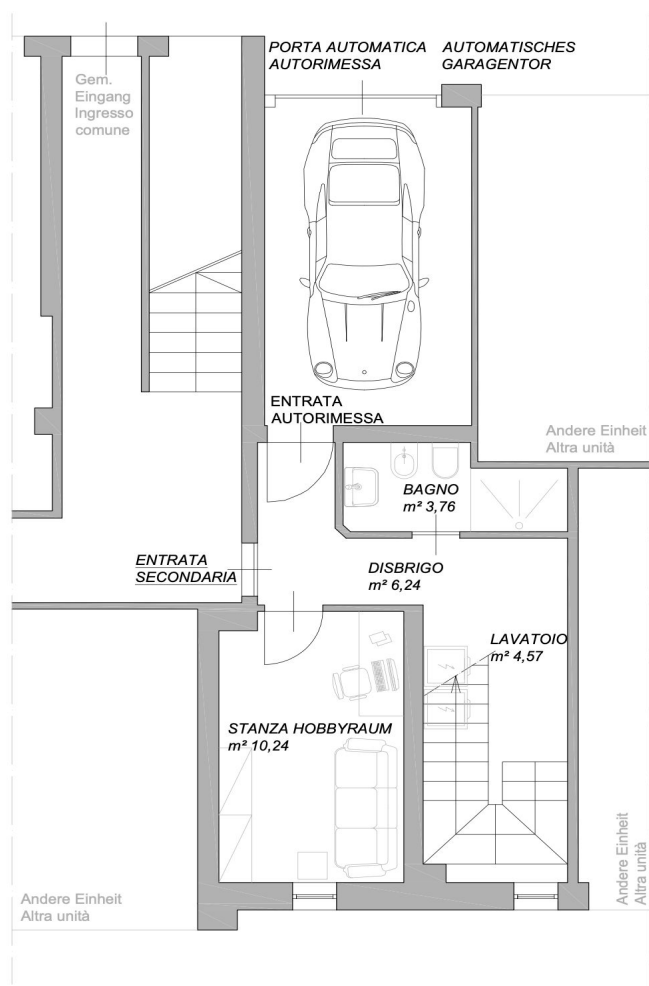 PORTA AUTOMATICA
AUTORIMESSA
AUTOMATISCHES
GARAGENTOR
Gem.
Eingang
Ingresso
comune
ENTRATA
AUTORIMESSA
Andere Einheit
Altra unità
BAGNO
m² 3,76
ENTRATA
SECONDARIA
DISBRIGO
m² 6,24
LAVATOIO
m² 4,57
STANZA HOBBYRAUM
m² 10,24
Andere Einheit
Altra unità
Andere Einheit
Altra unità